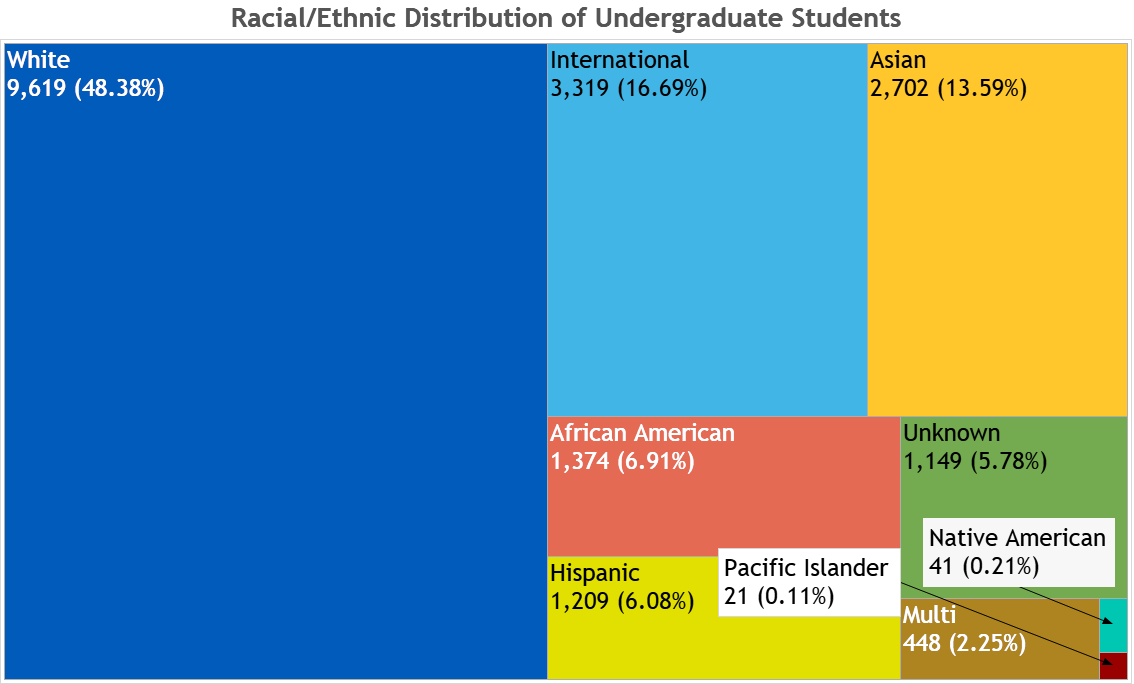 Racial/Ethnic Distribution of Undergraduate Students
White
9,619 (48.38%)
International
3,319 (16.69%)
Asian
2,702 (13.59%)
African American
1,374 (6.91%)
Unknown
1,149 (5.78%)
Native American
41 (0.21%)
Hispanic
1,209 (6.08%)
Pacific Islander
21 (0.11%)
Multi
448 (2.25%)